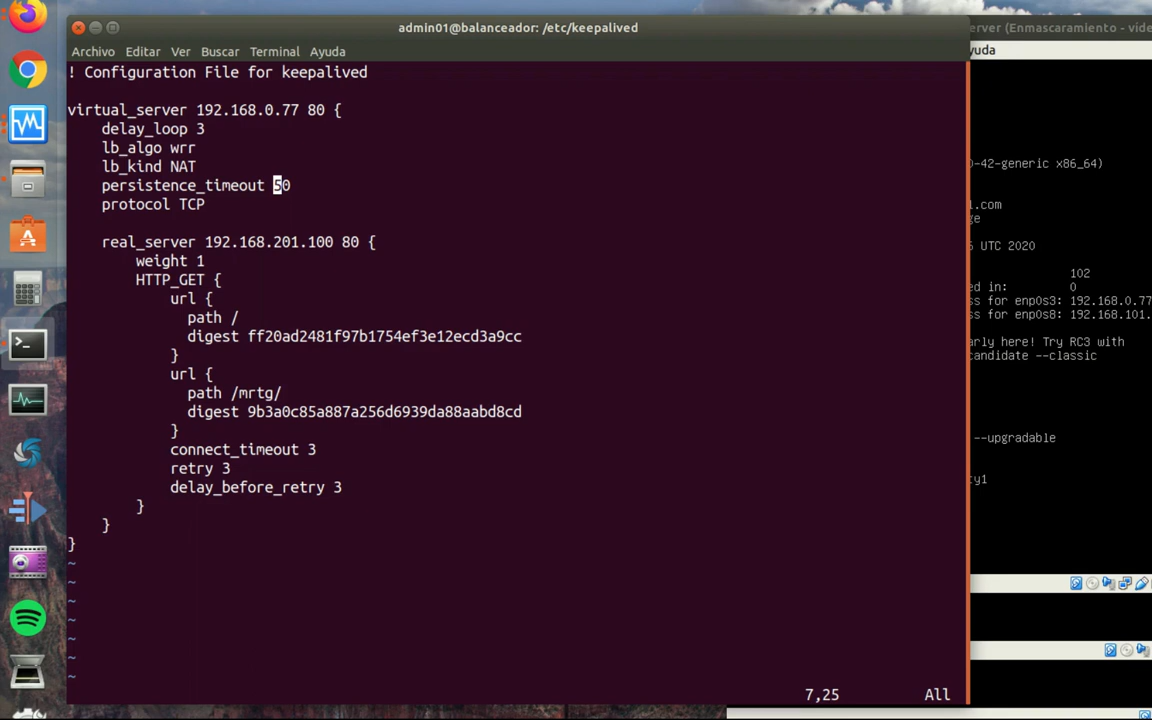 admin01@balanceador: /etc/keepalived
Archivo Editar Ver Buscar Terminal Ayuda
! Configuration File for keepalived
virtual_server 192.168.0.77 80 {
delay_loop 3
lb_algo wrr
lb_kind NAT
persistence_timeout 50
protocol TCP
real_server 192.168.201.100 80 {
weight 1
HTTP_GET {
url {
path /
digest ff20ad2481f97b1754ef3e12ecd3a9cc
}
url {
path /mrtg/
digest 9b3a0c85a887a256d6939da88aabd8cd
}
connect_timeout 3
retry 3
delay_before_retry 3
}
}
}
~
~
~
~
~
~
~
7,25 All
erver (Enmascaramiento - vide
yuda
0-42-generic x86_64)
l.com
ge
UTC 2020
102
ed in: 0
ss for enp0s3: 192.168.0.77
ss for enp0s8: 192.168.101.
arly here! Try RC3 with
candidate --classic
--upgradable
ty1